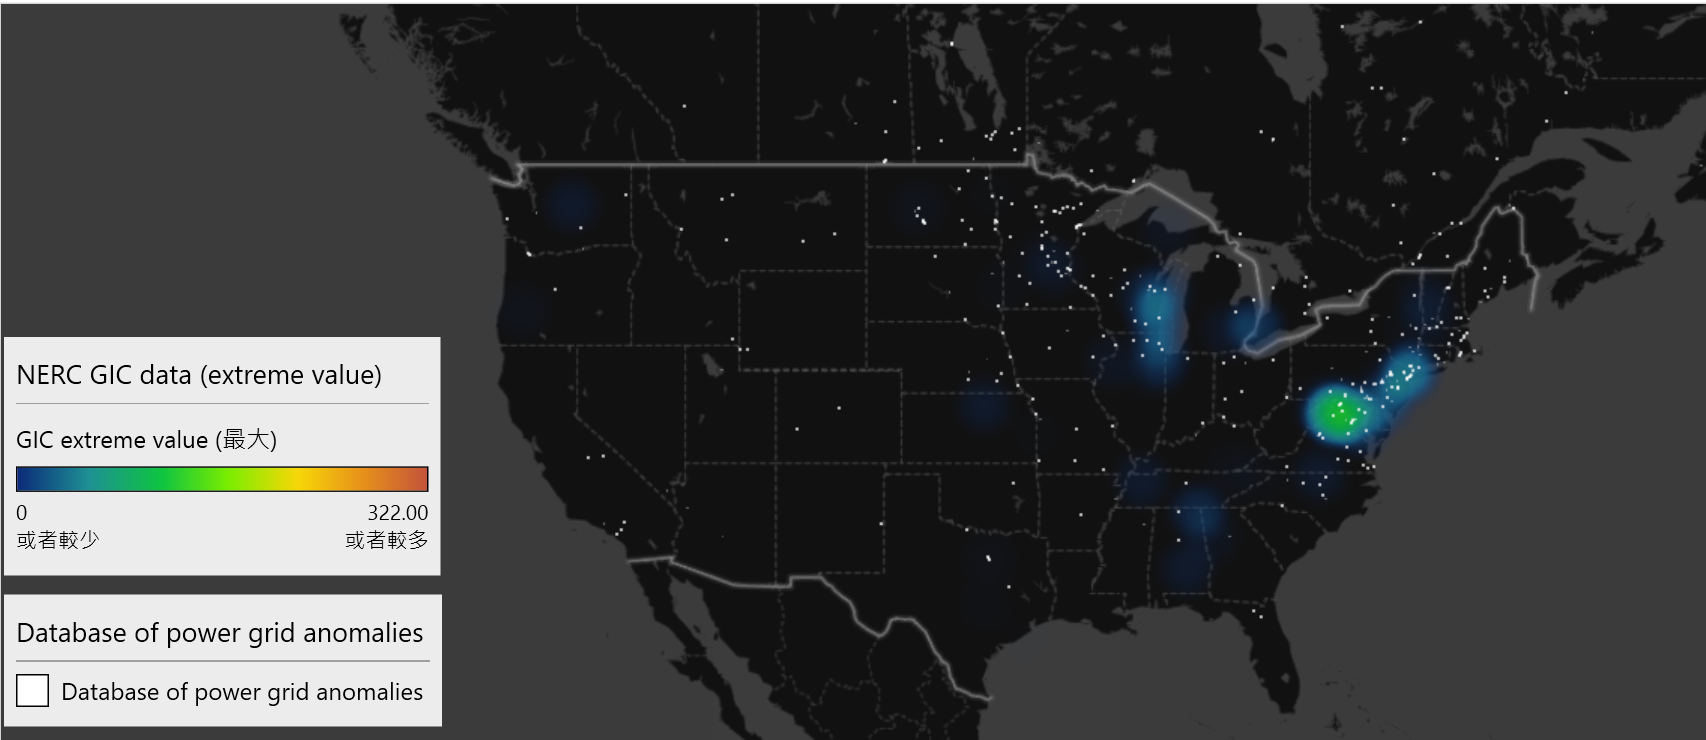 NERC GIC data (extreme value)
GIC extreme value (最大)
0 322.00
或者較少 或者較多
Database of power grid anomalies
Database of power grid anomalies